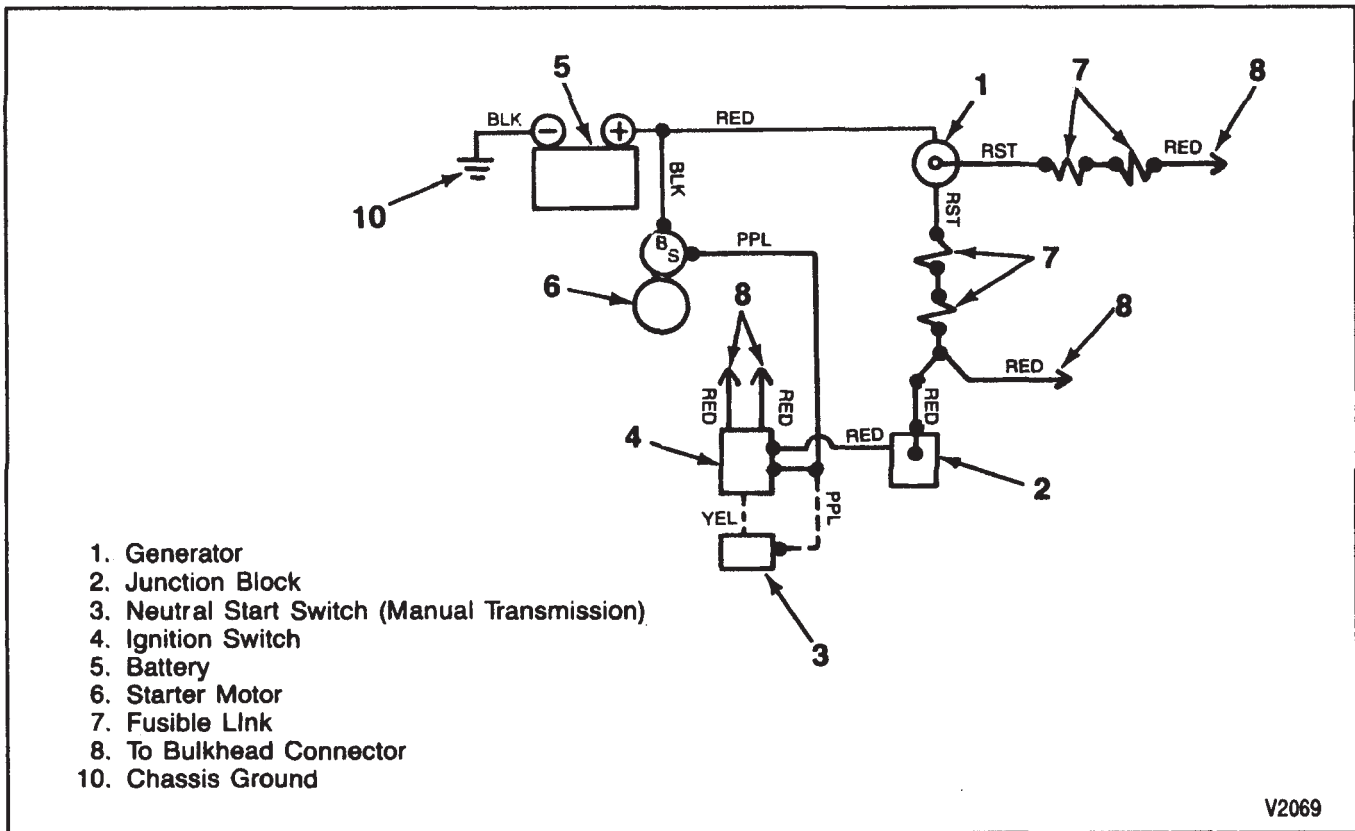 5
7
8
1
BLK
−
+
RED
RST
RED
BLK
RST
10
B
S
PPL
7
6
8
8
RED
RED
RED
RED
4
RED
2
YEL
PPL
3
1. Generator
2. Junction Block
3. Neutral Start Switch (Manual Transmission)
4. Ignition Switch
5. Battery
6. Starter Motor
7. Fusible Link
8. To Bulkhead Connector
10. Chassis Ground
V2069